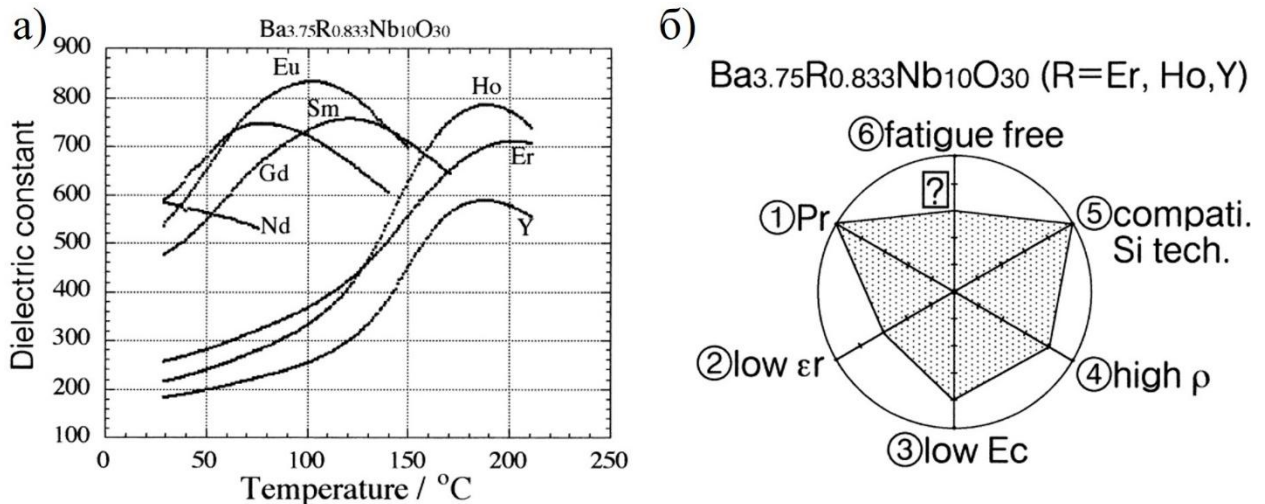 а)
Ba3.75R0.833Nb10O30
900
800
700
600
500
400
300
200
100
0
50
100
150
200
250
Dielectric constant
Temperature / °C
Eu
Sm
Ho
Gd
Er
Nd
Y
б)
Ba3.75R0.833Nb10O30 (R=Er, Ho,Y)
⑥fatigue free
?
①Pr
⑤compati.
Si tech.
②low εr
④high ρ
③low Ec